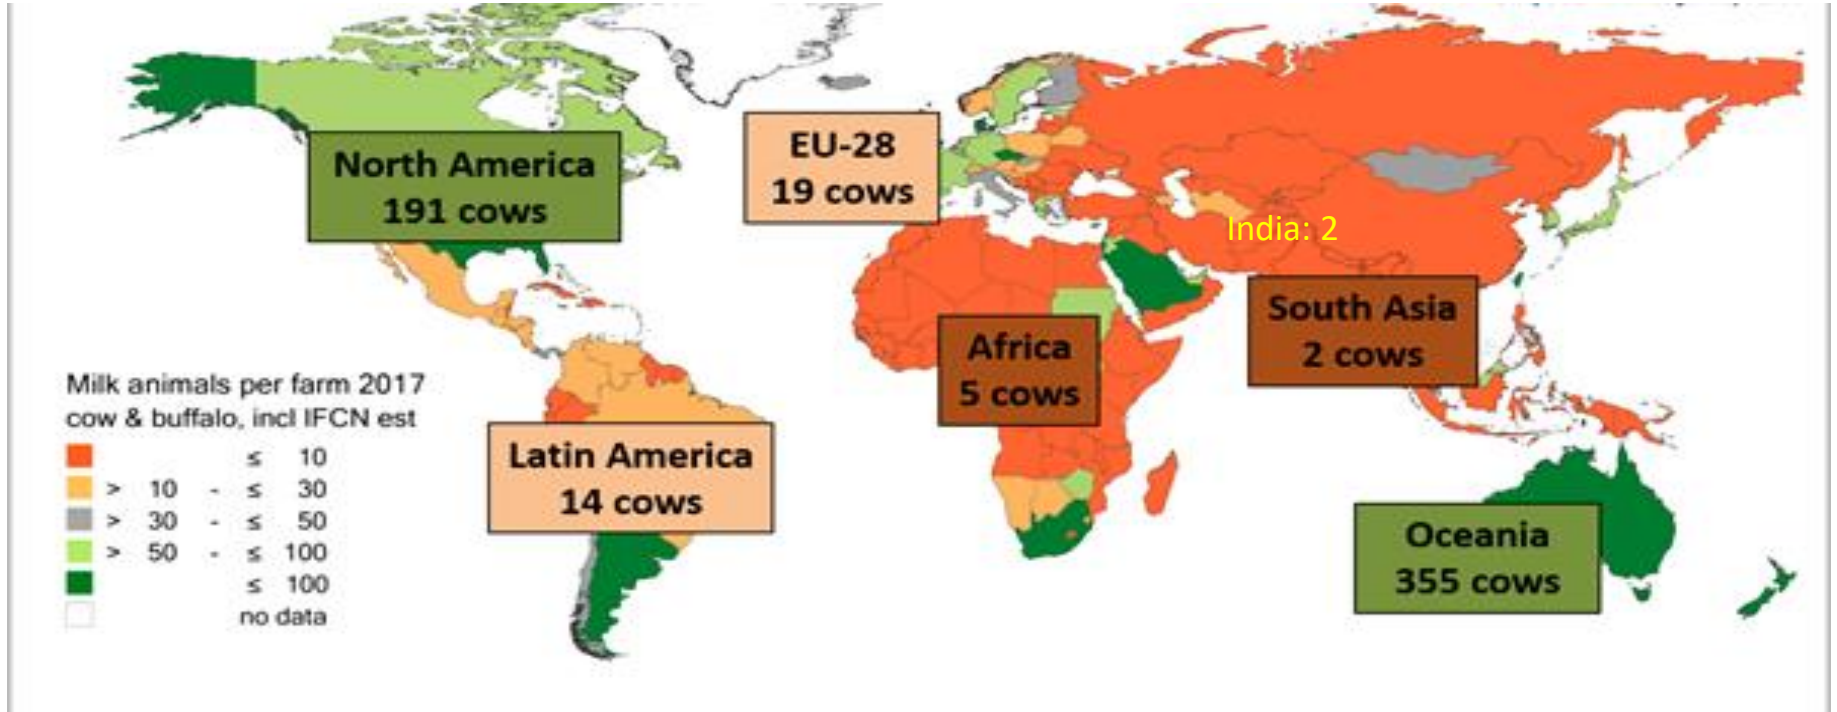 North America
191 cows
EU-28
19 cows
India: 2
South Asia
2 cows
Africa
5 cows
Latin America
14 cows
Oceania
355 cows
Milk animals per farm 2017
cow & buffalo, incl IFCN est
≤ 10
> 10 - ≤ 30
> 30 - ≤ 50
> 50 - ≤ 100
≤ 100
no data